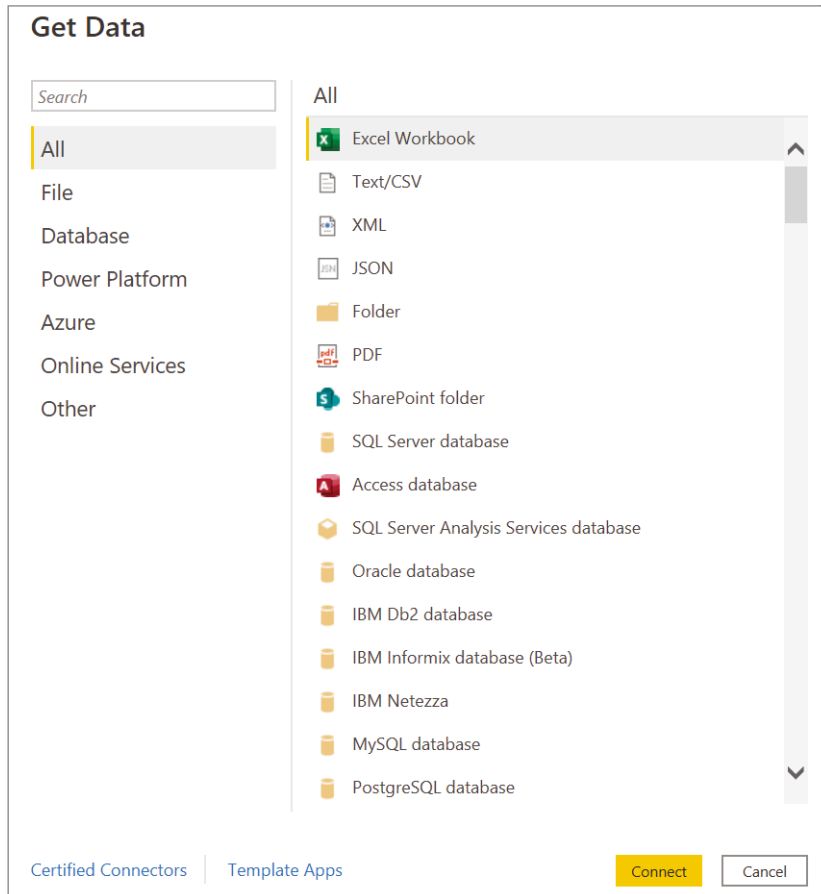 Get Data
Search
All
File
Database
Power Platform
Azure
Online Services
Other
All
Excel Workbook
Text/CSV
XML
JSN
JSON
Folder
pdf
PDF
S
SharePoint folder
SQL Server database
A
Access database
SQL Server Analysis Services database
Oracle database
IBM Db2 database
IBM Informix database (Beta)
IBM Netezza
MySQL database
PostgreSQL database
Certified Connectors
Template Apps
Connect
Cancel